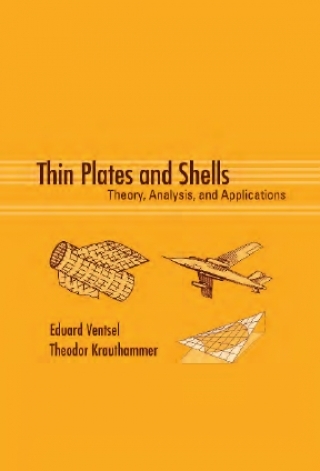 Thin Plates and Shells
Theory, Analysis, and Applications
Eduard Ventsel
Theodor Krauthammer